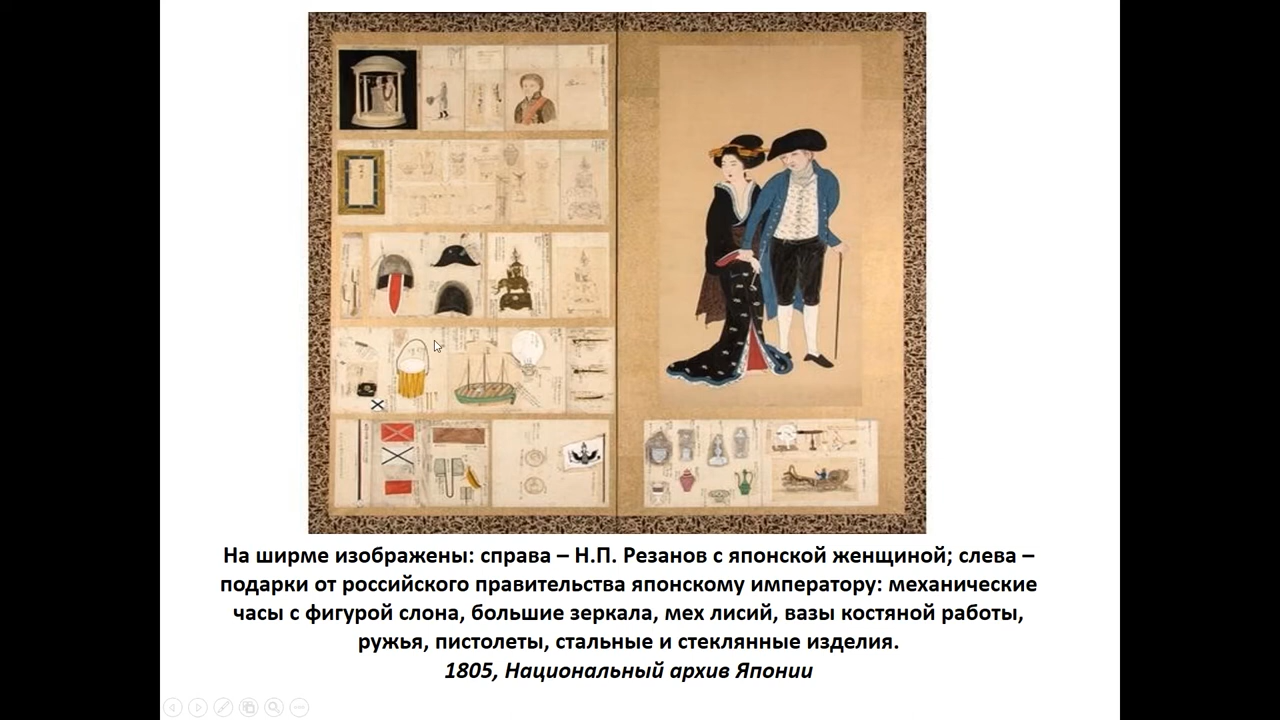 На ширме изображены: справа – Н.П. Резанов с японской женщиной; слева –
подарки от российского правительства японскому императору: механические
часы с фигурой слона, большие зеркала, мех лисий, вазы костяной работы,
ружья, пистолеты, стальные и стеклянные изделия.
1805, Национальный архив Японии